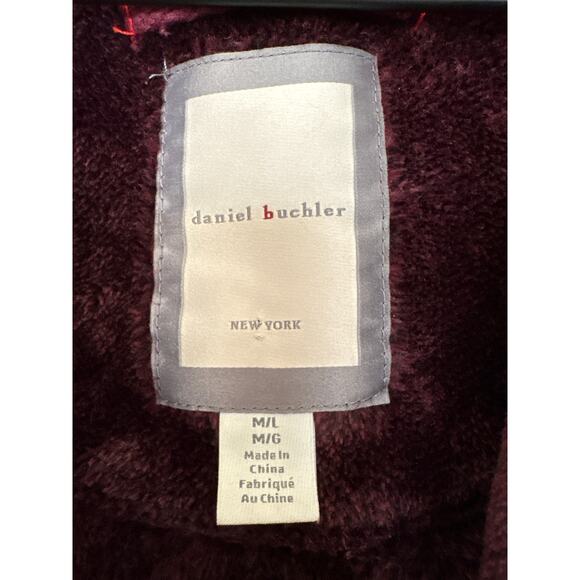 daniel buchler
NEW YORK
M/L
M/G
Made In
China
Fabriqué
Au Chine